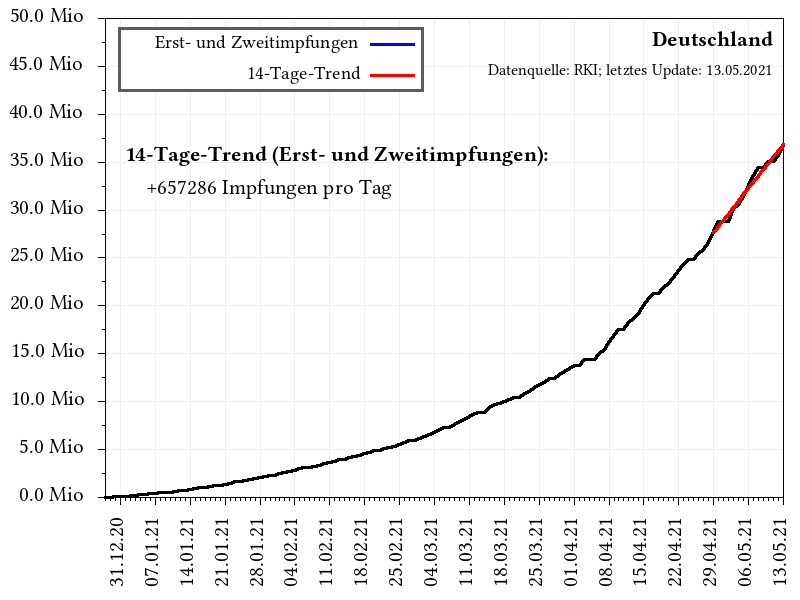 50.0 Mio
45.0 Mio
40.0 Mio
35.0 Mio
30.0 Mio
25.0 Mio
20.0 Mio
15.0 Mio
10.0 Mio
5.0 Mio
0.0 Mio
Erst- und Zweitimpfungen
14-Tage-Trend
Deutschland
Datenquelle: RKI; letztes Update: 13.05.2021
14-Tage-Trend (Erst- und Zweitimpfungen):
+657286 Impfungen pro Tag
31.12.20
07.01.21
14.01.21
21.01.21
28.01.21
04.02.21
11.02.21
18.02.21
25.02.21
04.03.21
11.03.21
18.03.21
25.03.21
01.04.21
08.04.21
15.04.21
22.04.21
29.04.21
06.05.21
13.05.21